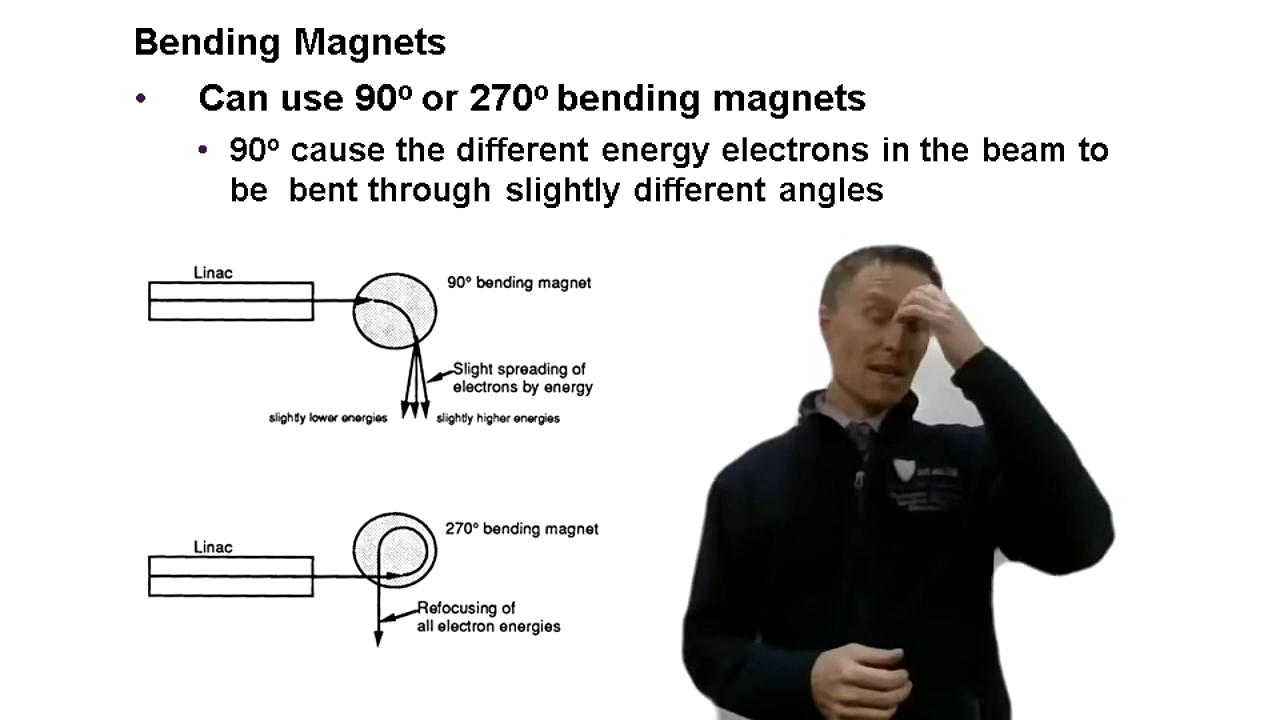 Bending Magnets
• Can use 90º or 270º bending magnets
• 90º cause the different energy electrons in the beam to
be bent through slightly different angles
Linac
90° bending magnet
Slight spreading of
electrons by energy
slightly lower energies
slightly higher energies
270° bending magnet
Linac
Refocusing of
all electron energies